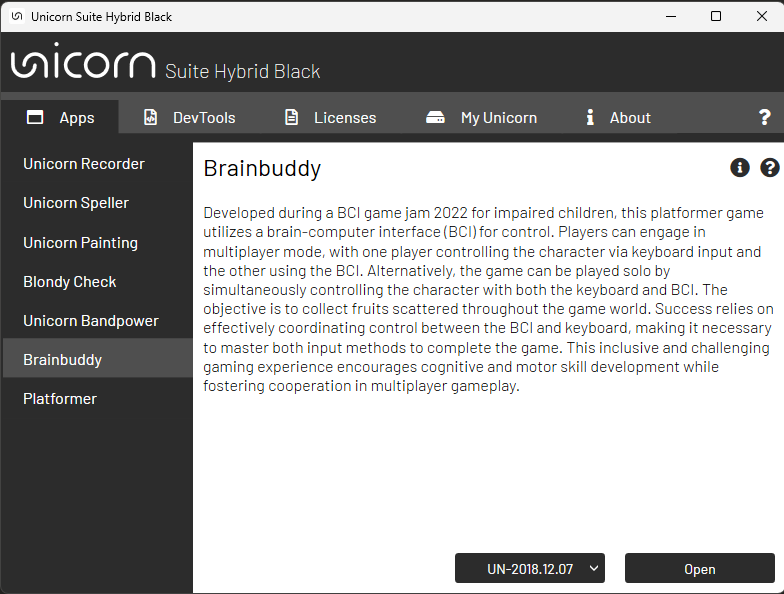 Unicorn Suite Hybrid Black
unicorn Suite Hybrid Black
Apps DevTools Licenses My Unicorn About ?
Unicorn Recorder
Unicorn Speller
Unicorn Painting
Blondy Check
Unicorn Bandpower
Brainbuddy
Platformer
Brainbuddy
Developed during a BCI game jam 2022 for impaired children, this platformer game
utilizes a brain-computer interface (BCI) for control. Players can engage in
multiplayer mode, with one player controlling the character via keyboard input and
the other using the BCI. Alternatively, the game can be played solo by
simultaneously controlling the character with both the keyboard and BCI. The
objective is to collect fruits scattered throughout the game world. Success relies on
effectively coordinating control between the BCI and keyboard, making it necessary
to master both input methods to complete the game. This inclusive and challenging
gaming experience encourages cognitive and motor skill development while
fostering cooperation in multiplayer gameplay.
UN-2018.12.07 Open